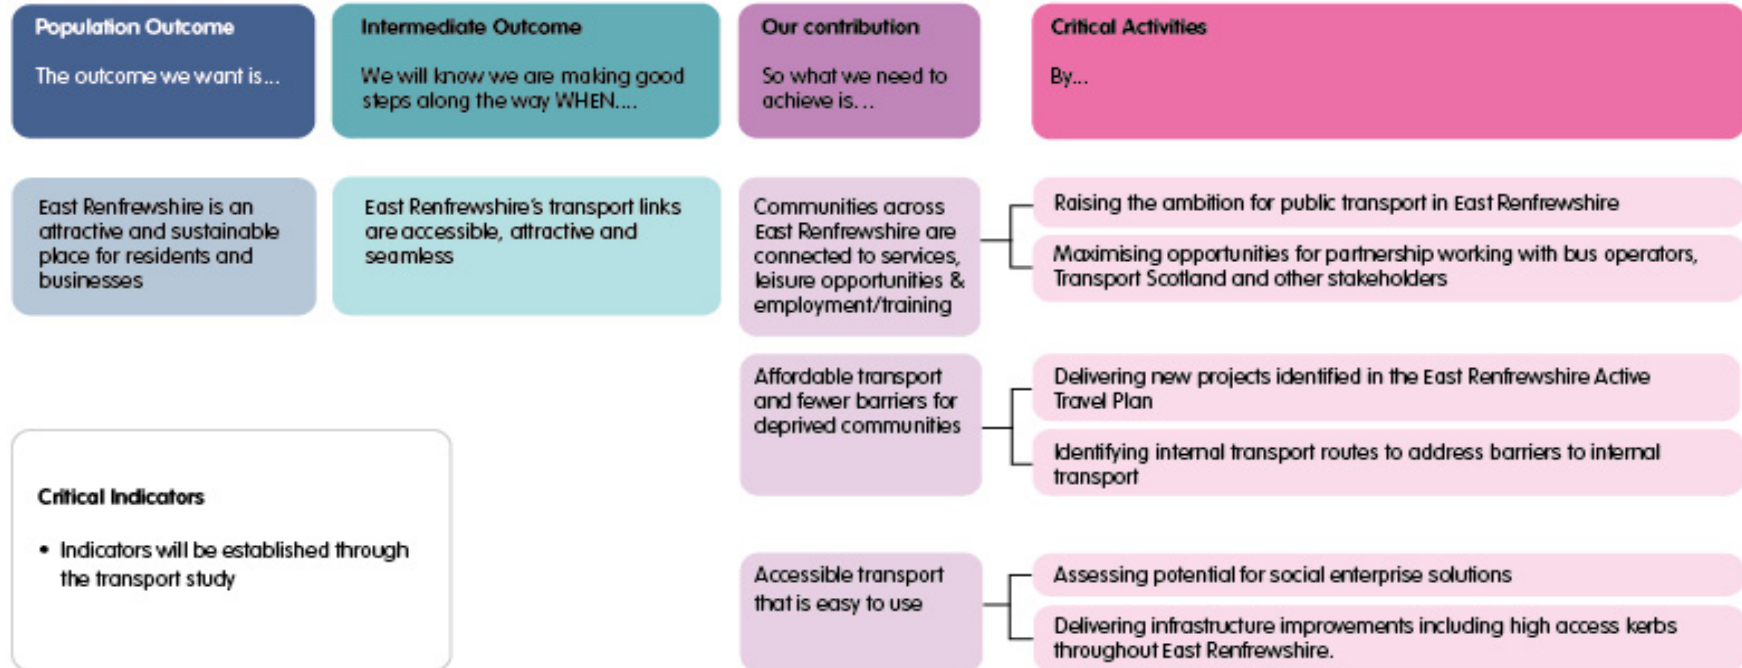 Population Outcome
The outcome we want is...
Intermediate Outcome
We will know we are making good
steps along the way WHEN....
Our contribution
So what we need to
achieve is...
Critical Activities
By...
East Renfrewshire is an
attractive and sustainable
place for residents and
businesses
East Renfrewshire's transport links
are accessible, attractive and
seamless
Communities across
East Renfrewshire are
connected to services,
leisure opportunities &
employment/training
Raising the ambition for public transport in East Renfrewshire
Maximising opportunities for partnership working with bus operators,
Transport Scotland and other stakeholders
Affordable transport
and fewer barriers for
deprived communities
Delivering new projects identified in the East Renfrewshire Active
Travel Plan
Identifying internal transport routes to address barriers to internal
transport
Critical Indicators
• Indicators will be established through
the transport study
Accessible transport
that is easy to use
Assessing potential for social enterprise solutions
Delivering infrastructure improvements including high access kerbs
throughout East Renfrewshire.